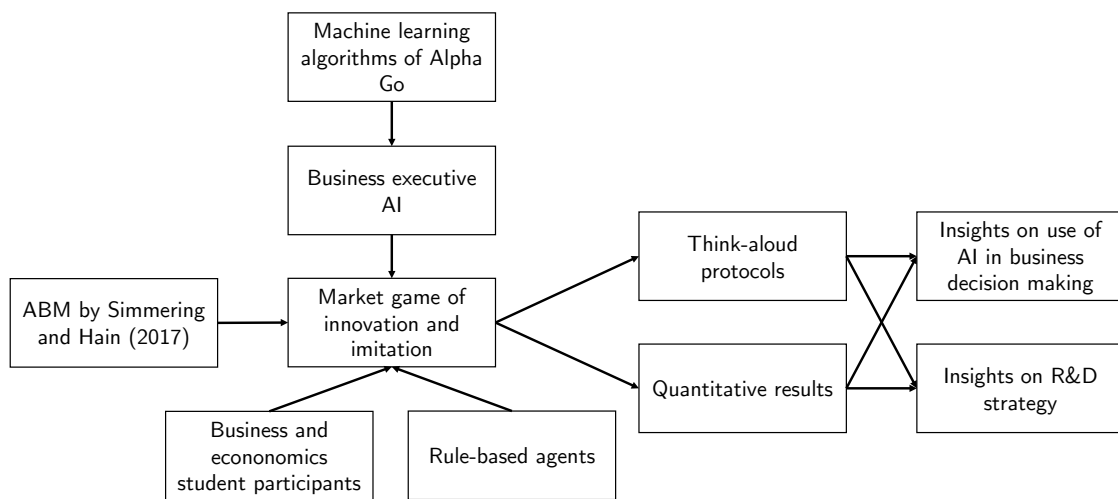 Machine learning
algorithms of Alpha
Go
Business executive
AI
ABM by Simmering
and Hain (2017)
Market game of
innovation and
imitation
Think-aloud
protocols
Insights on use of
AI in business
decision making
Quantitative results
Insights on R&D
strategy
Business and
econonomics
student participants
Rule-based agents